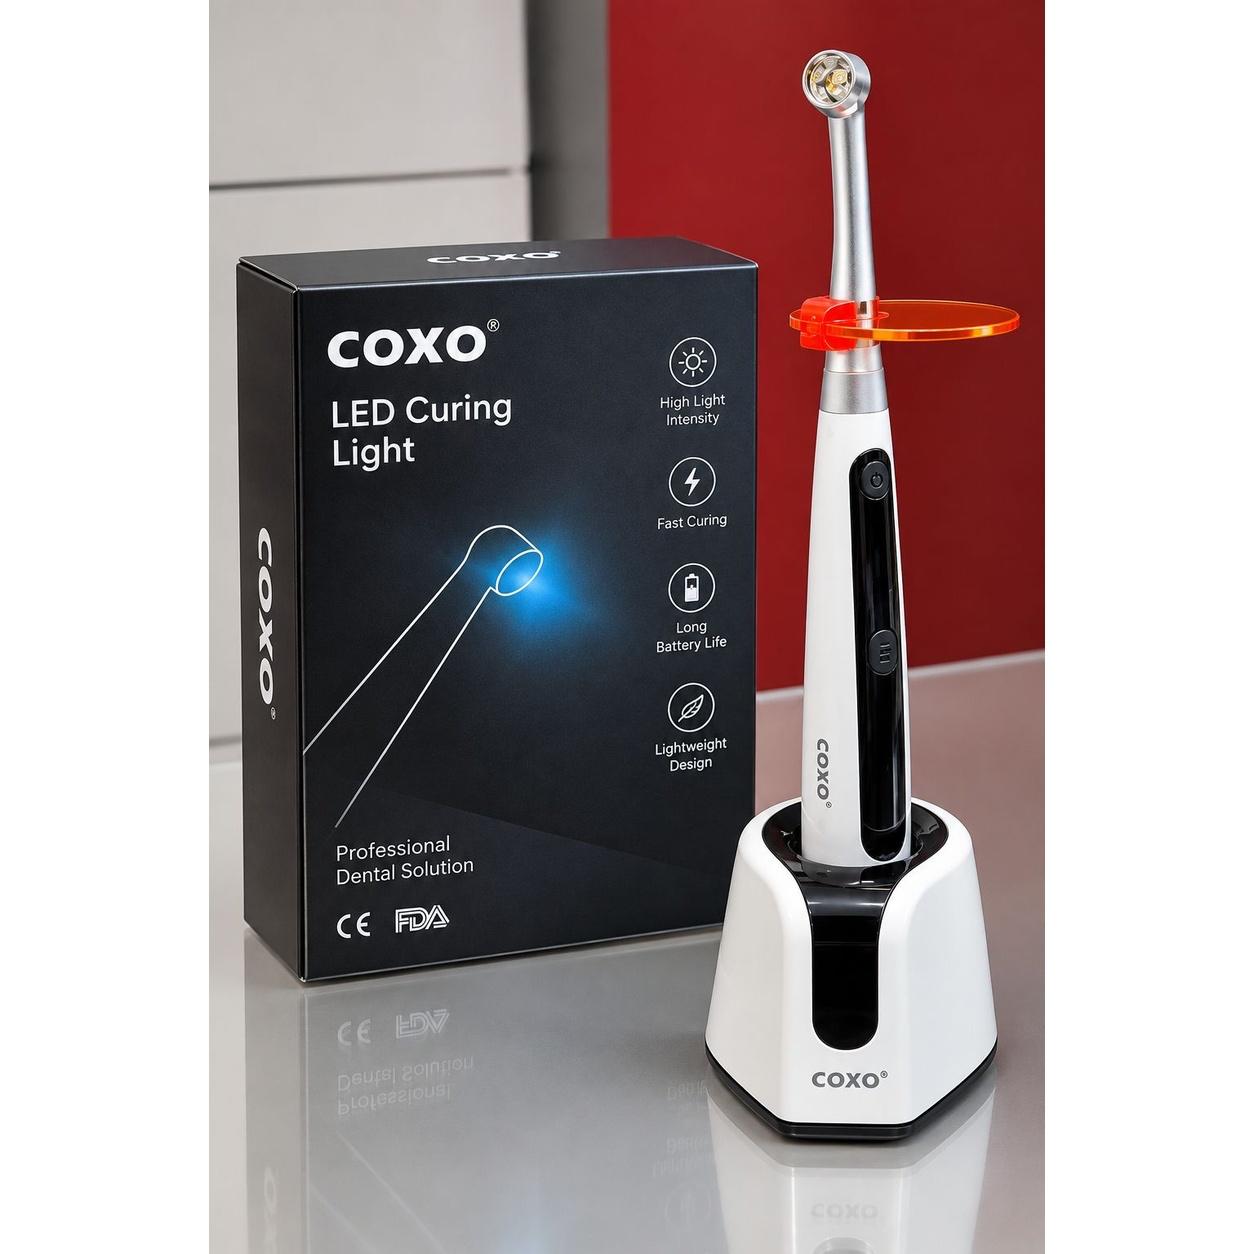 COXO®
COXO®
LED Curing
Light
High Light
Intensity
Fast Curing
Long
Battery Life
Lightweight
Design
COXO®
Professional
Dental Solution
CE FDA
COXO®
COXO®